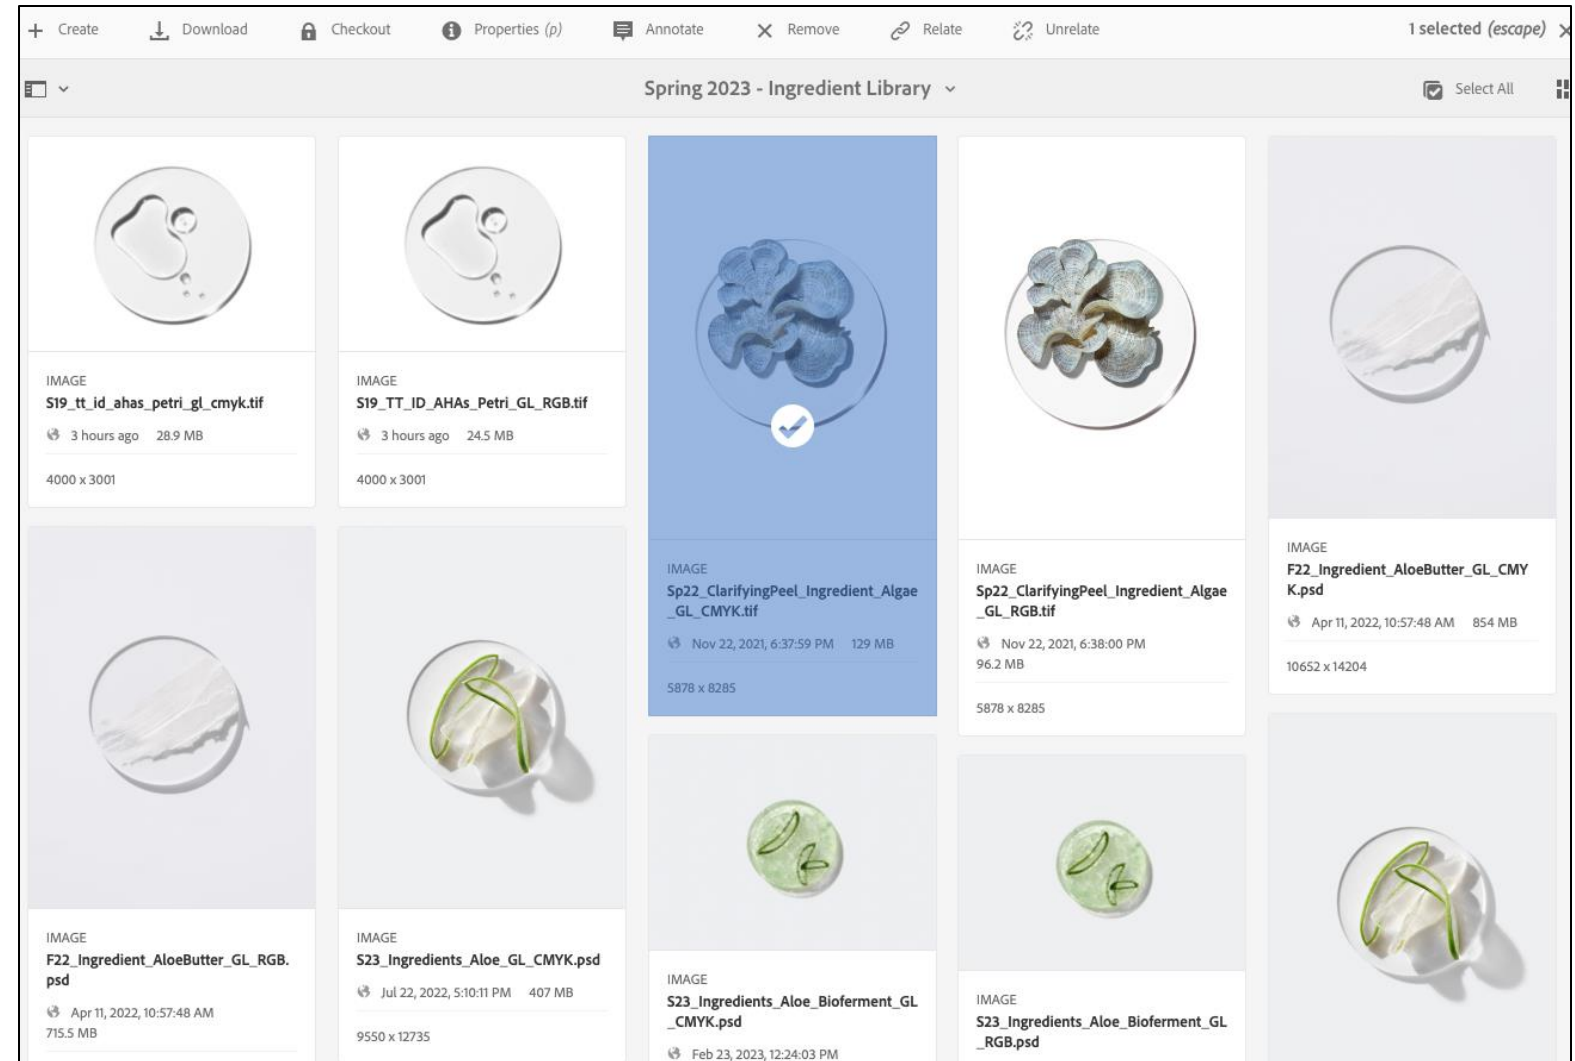 Create
Download
Checkout
Properties (p)
Annotate
Remove
Relate
Unrelate
1 selected (escape)
Spring 2023 - Ingredient Library
Select All
IMAGE
S19_tt_id_ahas_petri_gl_cmyk.tif
3 hours ago 28.9 MB
4000 x 3001
IMAGE
S19_TT_ID_AHAs_Petri_GL_RGB.tif
3 hours ago 24.5 MB
4000 x 3001
IMAGE
Sp22_ClarifyingPeel_Ingredient_Algae
_GL_CMYK.tif
Nov 22, 2021, 6:37:59 PM 129 MB
5878 x 8285
IMAGE
Sp22_ClarifyingPeel_Ingredient_Algae
_GL_RGB.tif
Nov 22, 2021, 6:38:00 PM
96.2 MB
5878 x 8285
IMAGE
F22_Ingredient_AloeButter_GL_CMY
K.psd
Apr 11, 2022, 10:57:48 AM 854 MB
10652 x 14204
IMAGE
F22_Ingredient_AloeButter_GL_RGB.
psd
Apr 11, 2022, 10:57:48 AM
715.5 MB
IMAGE
S23_Ingredients_Aloe_GL_CMYK.psd
Jul 22, 2022, 5:10:11 PM 407 MB
9550 x 12735
IMAGE
S23_Ingredients_Aloe_Bioferment_GL
_CMYK.psd
Feb 23, 2023, 12:24:03 PM
IMAGE
S23_Ingredients_Aloe_Bioferment_GL
_RGB.psd